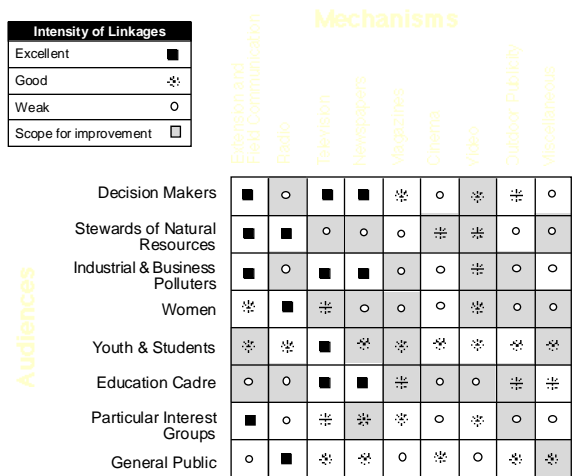 Mechanisms
Intensity of Linkages
Excellent
Good
Weak
Scope for improvement
Extension And
Field Communication
Radio
Television
Newspapers
Magazines
Cinema
Video
Outdoor Publicity
Miscellaneous
Audiences
Decision Makers
Stewards of Natural
Resources
Industrial & Business
Polluters
Women
Youth & Students
Education Cadre
Particular Interest
Groups
General Public